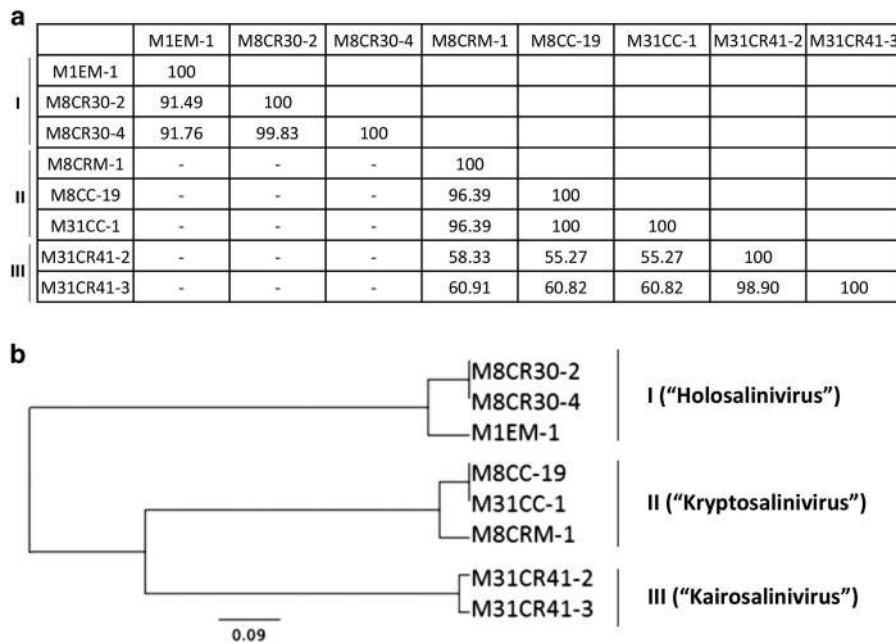 a
M1EM-1 M8CR30-2 M8CR30-4 M8CRM-1 M8CC-19 M31CC-1 M31CR41-2 M31CR41-3
I
M1EM-1 100
M8CR30-2 91.49 100
M8CR30-4 91.76 99.83 100
II
M8CRM-1 - - - 100
M8CC-19 - - - 96.39 100
M31CC-1 - - - 96.39 100 100
III
M31CR41-2 - - - 58.33 55.27 55.27 100
M31CR41-3 - - - 60.91 60.82 60.82 98.90 100
b
M8CR30-2
M8CR30-4
M1EM-1
I ("Holosalinivirus")
M8CC-19
M31CC-1
M8CRM-1
II ("Kryptosalinivirus")
M31CR41-2
M31CR41-3
III ("Kairosalinivirus")
0.09